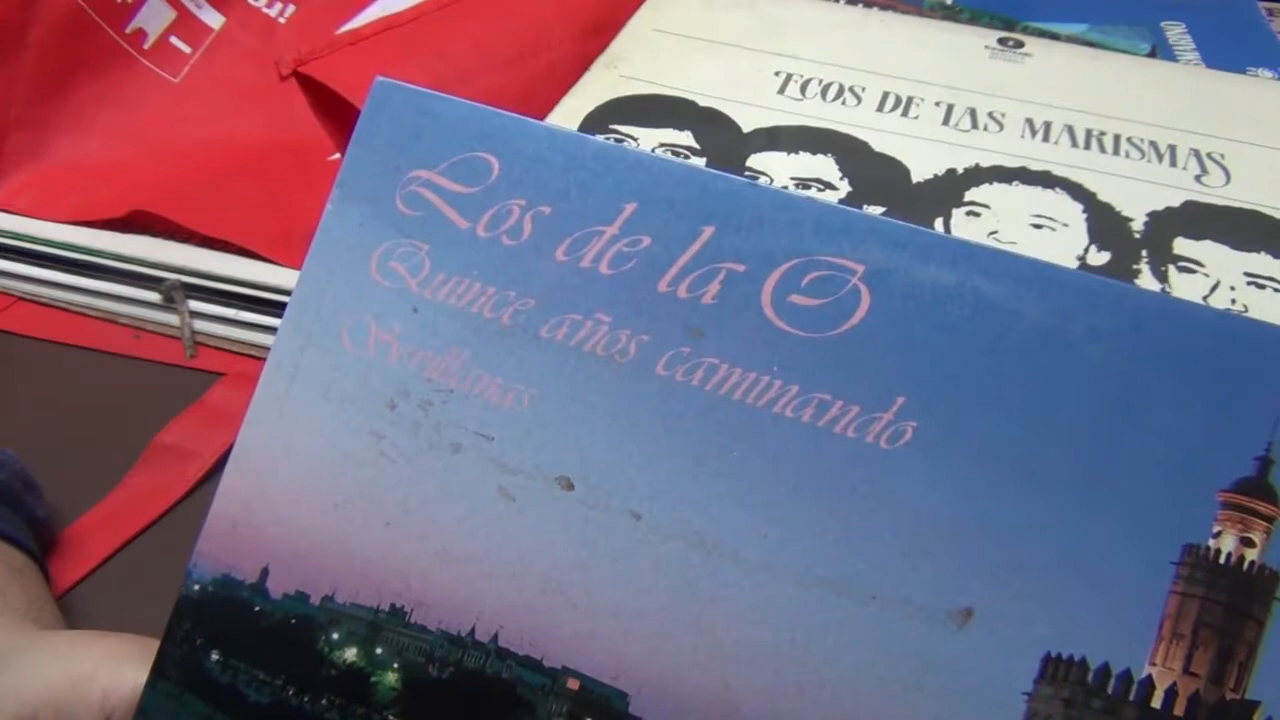 ECOS DE LAS MARISMAS
Los de la O
Quince años caminando
Sevillanas